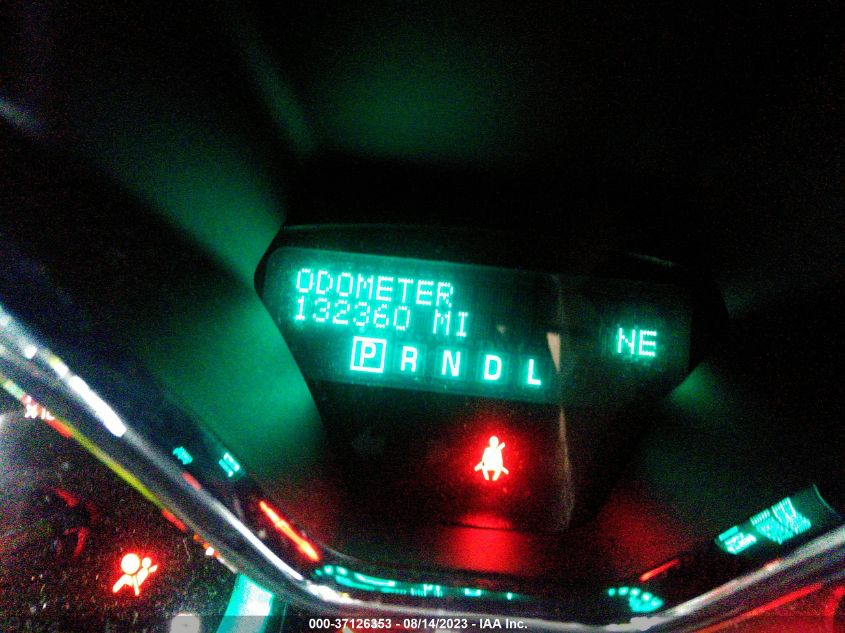 ODOMETER
132360 MI
NE
P R N D L
000-37126353 - 08/14/2023 - IAA Inc.